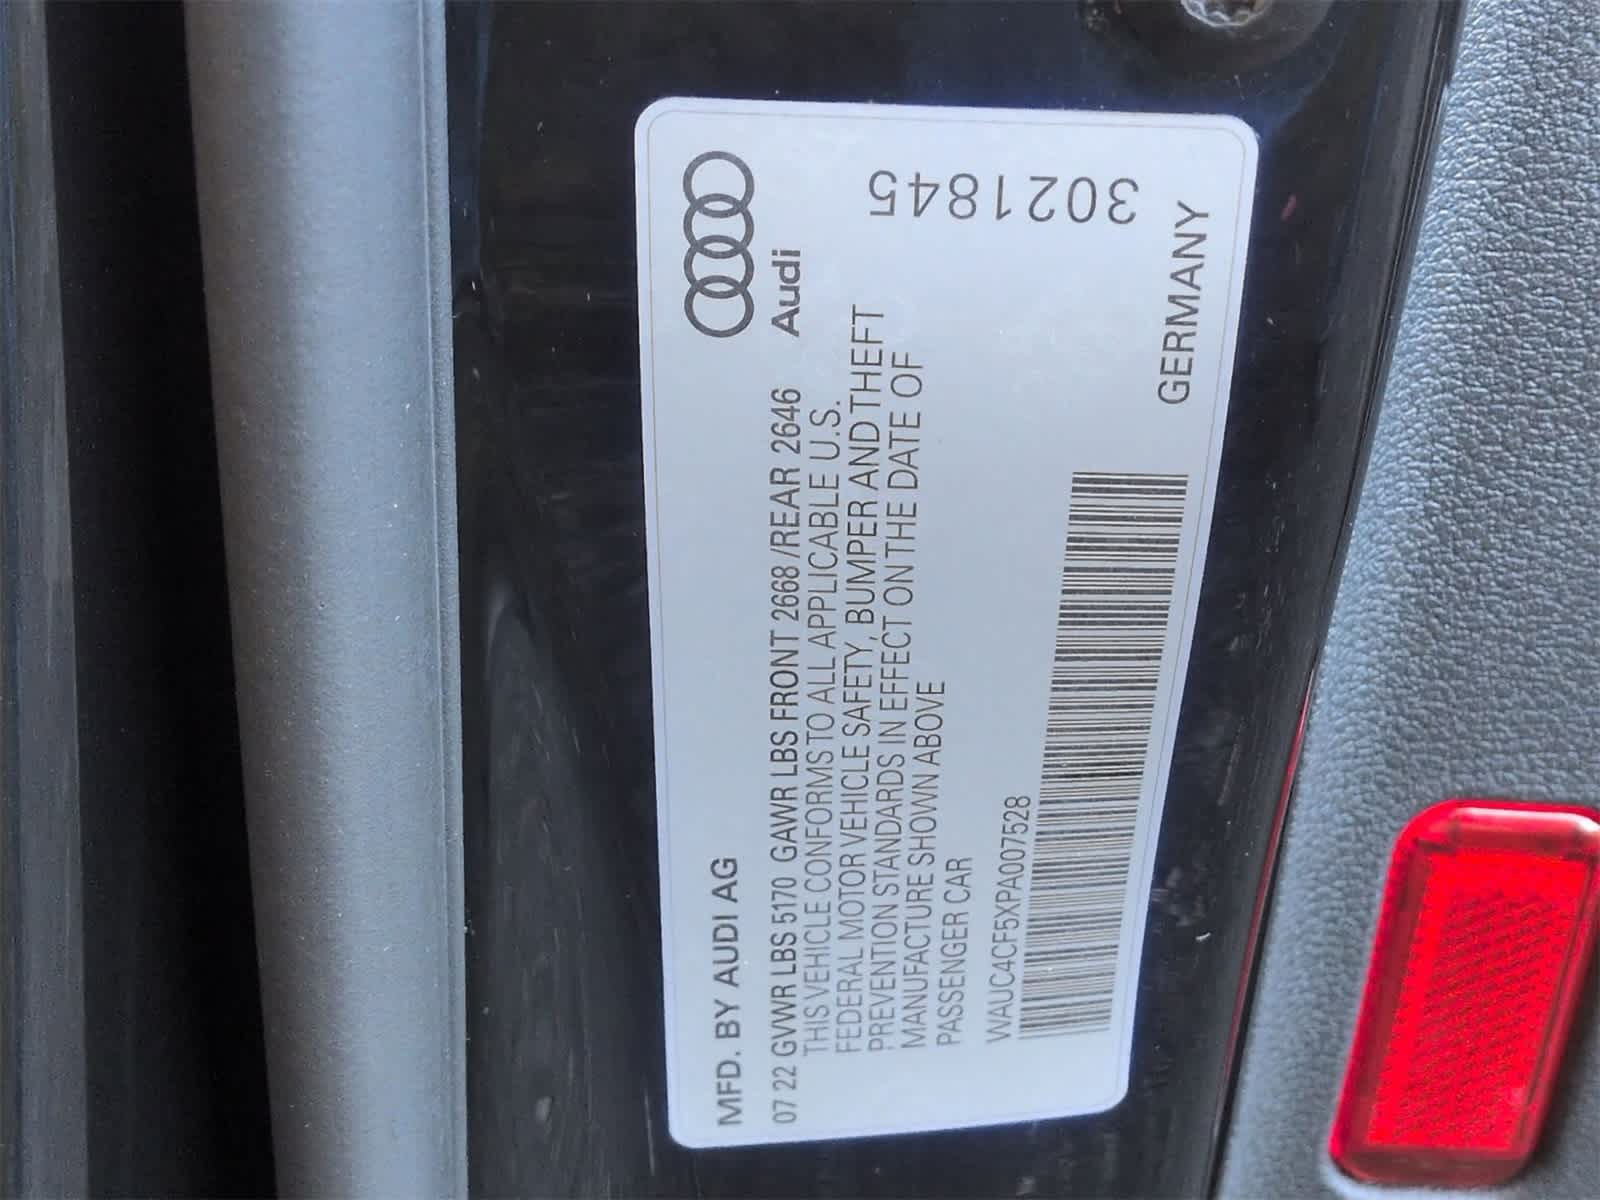 Audi
MFD. BY AUDI AG
07 22 GVWR LBS 5170 GAWR LBS FRONT 2668 /REAR 2646
THIS VEHICLE CONFORMS TO ALL APPLICABLE U.S.
FEDERAL MOTOR VEHICLE SAFETY, BUMPER AND THEFT
PREVENTION STANDARDS IN EFFECT ON THE DATE OF
MANUFACTURE SHOWN ABOVE
PASSENGER CAR
WAUC4CF5XPA007528
GERMANY
3021845